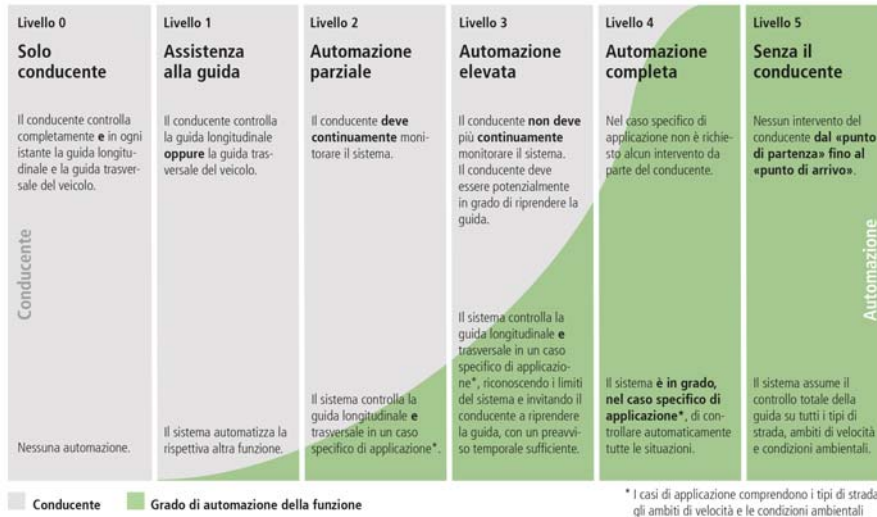 Livello 0
Solo
conducente
Il conducente controlla
completamente e in ogni
istante la guida longitu-
dinale e la guida trasver-
sale del veicolo.
Conducente
Nessuna automazione.
Livello 1
Assistenza
alla guida
Il conducente controlla
la guida longitudinale
oppure la guida tras-
versale del veicolo.
Il sistema automatizza la
rispettiva altra funzione.
Livello 2
Automazione
parziale
Il conducente deve
continuamente moni-
torare il sistema.
Il sistema controlla la
guida longitudinale e
trasversale in un caso
specifico di applicazione*.
Livello 3
Automazione
elevata
Il conducente non deve
più continuamente
monitorare il sistema.
Il conducente deve
essere potenzialmente
in grado di riprendere la
guida.
Il sistema controlla la
guida longitudinale e
trasversale in un caso
specifico di applicazio-
ne*, riconoscendo i limiti
del sistema e invitando il
conducente a riprendere
la guida, con un preavvi-
so temporale sufficiente.
Livello 4
Automazione
completa
Nel caso specifico di
applicazione non è richie-
sto alcun intervento da
parte del conducente.
Il sistema è in grado,
nel caso specifico di
applicazione*, di con-
trollare automaticamente
tutte le situazioni.
Livello 5
Senza il
conducente
Nessun intervento del
conducente dal «punto
di partenza» fino al
«punto di arrivo».
Automazione
Il sistema assume il
controllo totale della
guida su tutti i tipi di
strada, ambiti di velocità
e condizioni ambientali.
Conducente
Grado di automazione della funzione
* I casi di applicazione comprendono i tipi di strada
gli ambiti di velocità e le condizioni ambientali